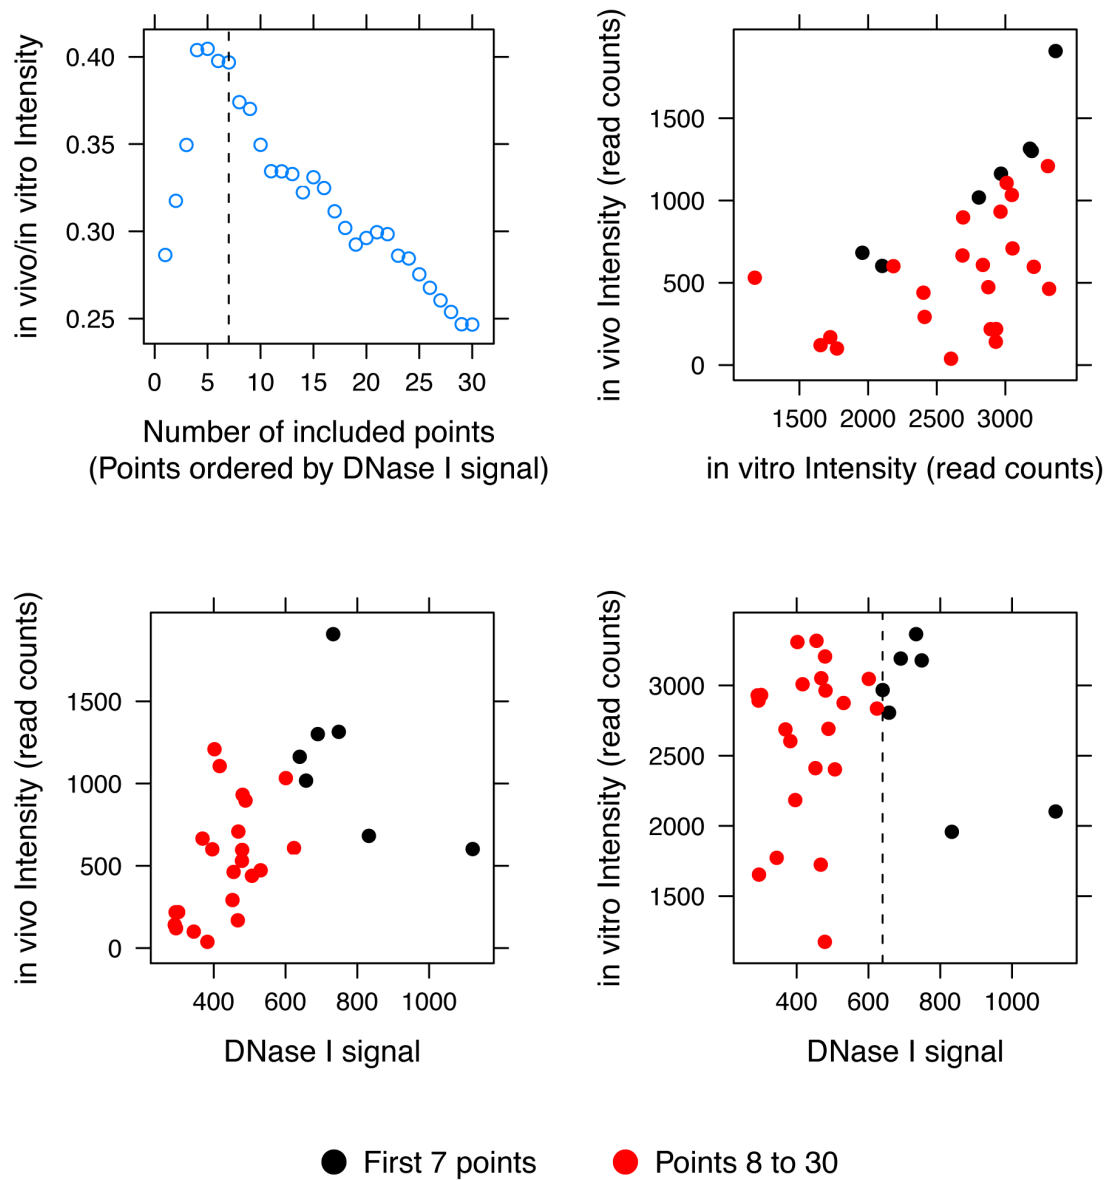 in vivo/in vitro Intensity
0.40
0.35
0.30
0.25
0 5 10 15 20 25 30
Number of included points
(Points ordered by DNase I signal)
in vivo Intensity (read counts)
1500
1000
500
0
1500 2000 2500 3000
in vitro Intensity (read counts)
in vivo Intensity (read counts)
1500
1000
500
0
400 600 800 1000
DNase I signal
in vitro Intensity (read counts)
3000
2500
2000
1500
400 600 800 1000
DNase I signal
First 7 points
Points 8 to 30